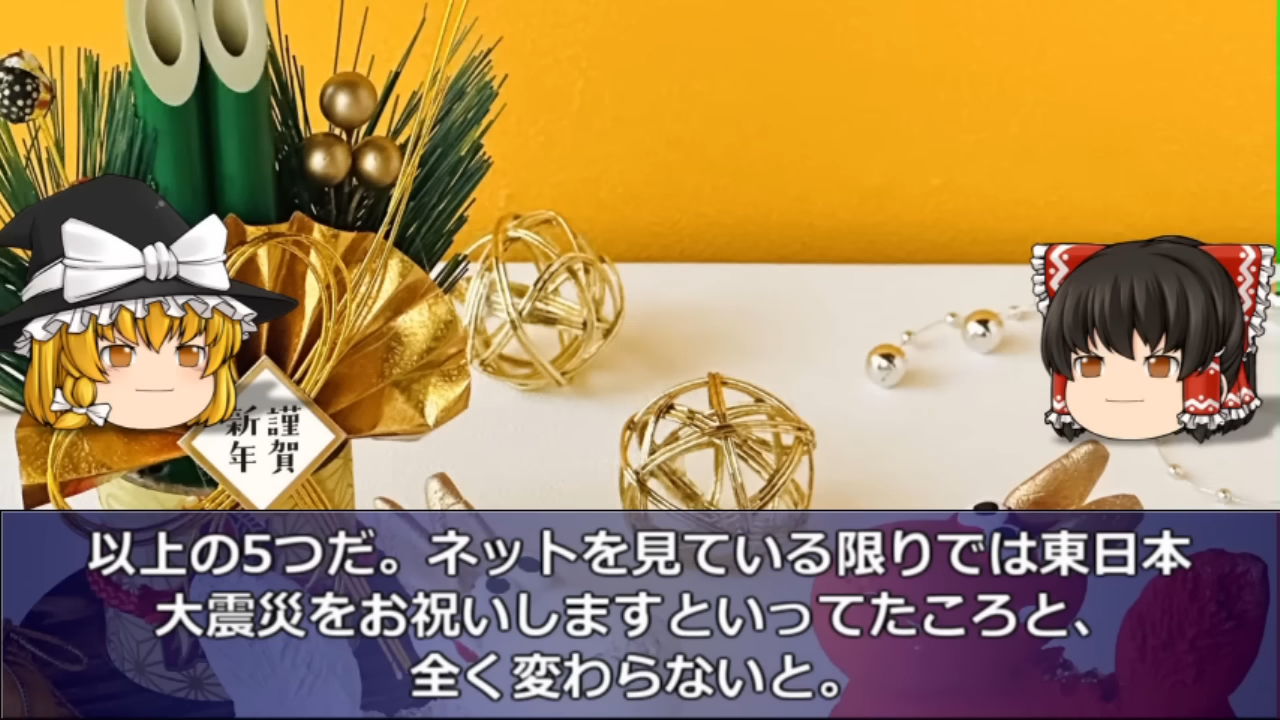 謹賀
新年
以上の5つだ。ネットを見ている限りでは東日本
大震災をお祝いしますといってたころと、
全く変わらないと。